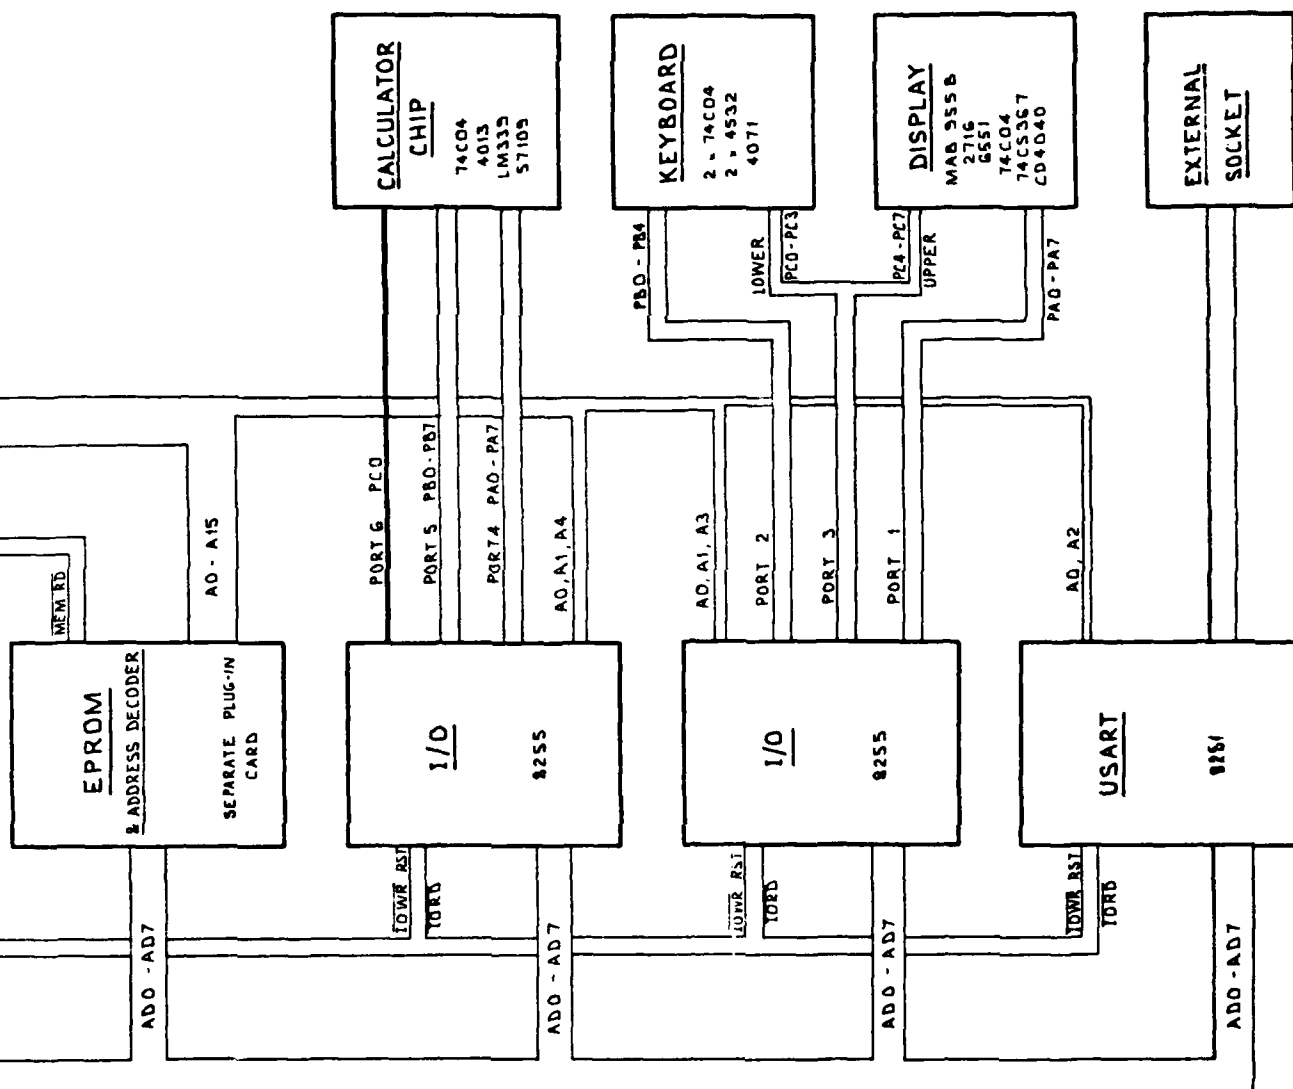 CALCULATOR
CHIP
74C04
4013
LM339
57109
KEYBOARD
2 x 74C04
2 x 4532
4071
DISPLAY
MAB 955B
2716
6551
74C04
74C5367
CD4040
EXTERNAL
SOCKET
PB0 - PB4
LOWER
PC0-PC3
PC4-PC7
UPPER
PA0-PA7
MEM RD
A0 - A15
PORT 6 PC0
PORT 5 PB0-PB7
PORT 4 PA0-PA7
A0, A1, A4
A0, A1, A3
PORT 2
PORT 3
PORT 1
A0, A2
EPROM
& ADDRESS DECODER
SEPARATE PLUG-IN
CARD
I/O
8255
I/O
8255
USART
8251
IOWR RST
IORD
IOWR RST
IORD
IOWR RST
IORD
AD0 - AD7
AD0 - AD7
AD0 - AD7
AD0 - AD7